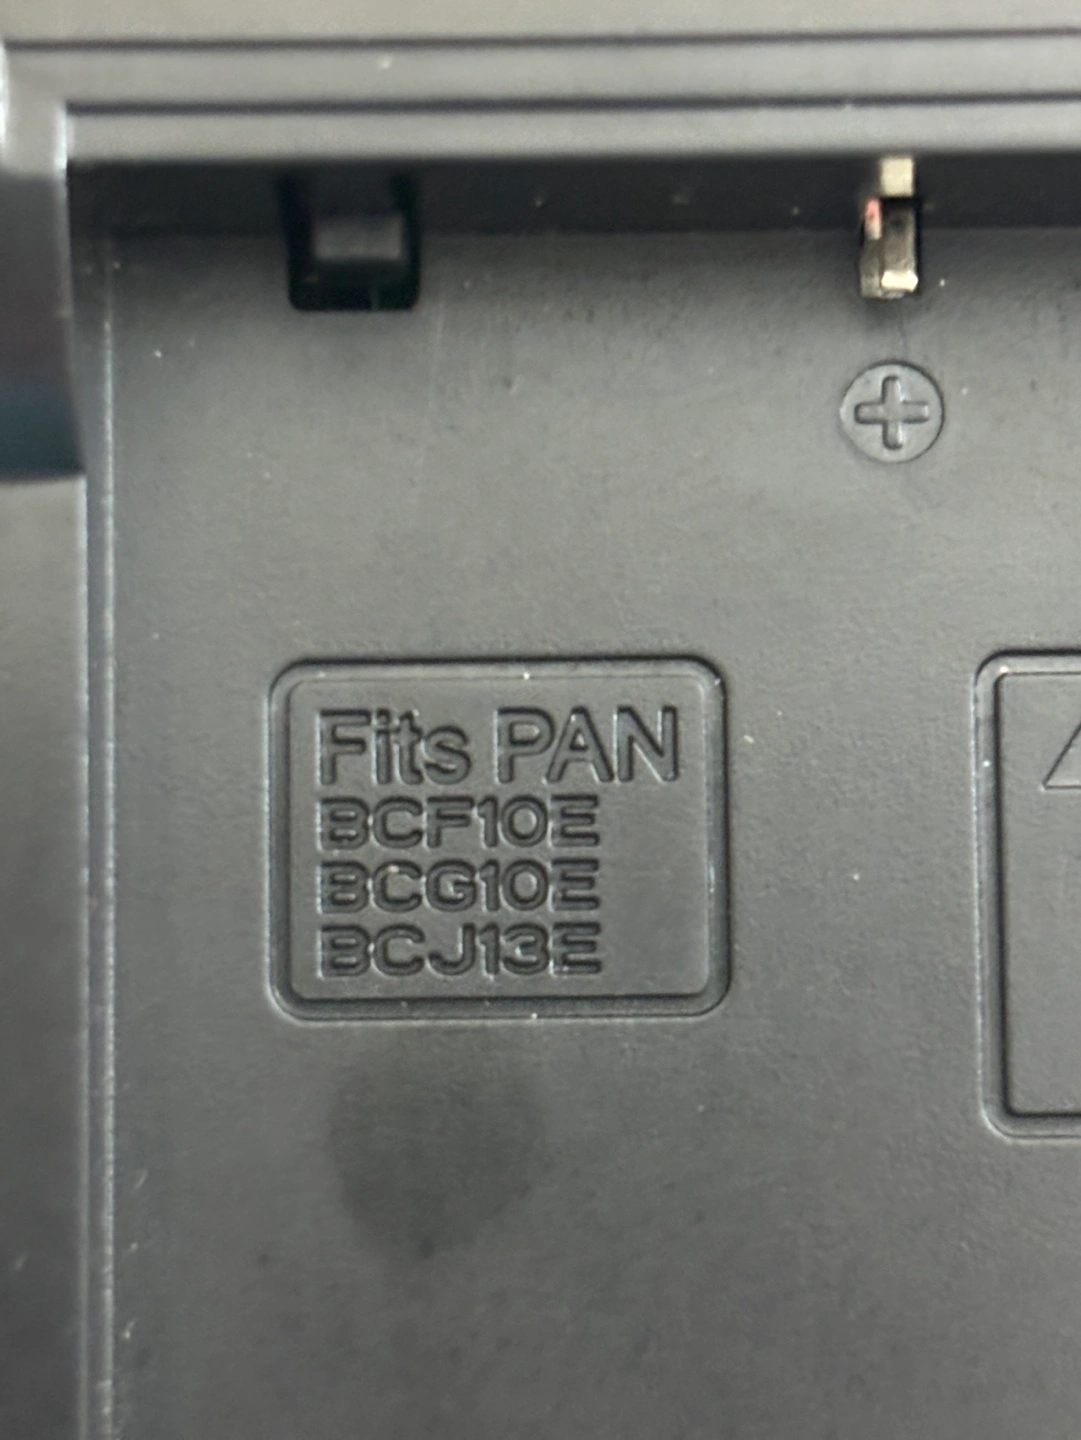 Fits PAN
BCF10E
BCG10E
BCJ13E